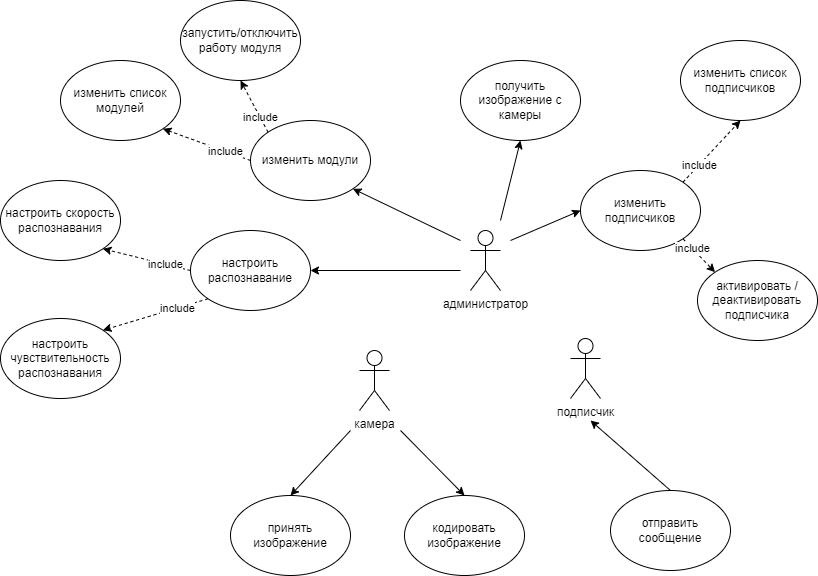 запустить/отключить
работу модуля
изменить список
модулей
include
include
изменить модули
получить
изображение с
камеры
изменить список
подписчиков
include
изменить
подписчиков
include
активировать /
деактивировать
подписчика
настроить скорость
распознавания
include
настроить
распознавание
include
настроить
чувствительность
распознавания
администратор
камера
подписчик
принять
изображение
кодировать
изображение
отправить
сообщение